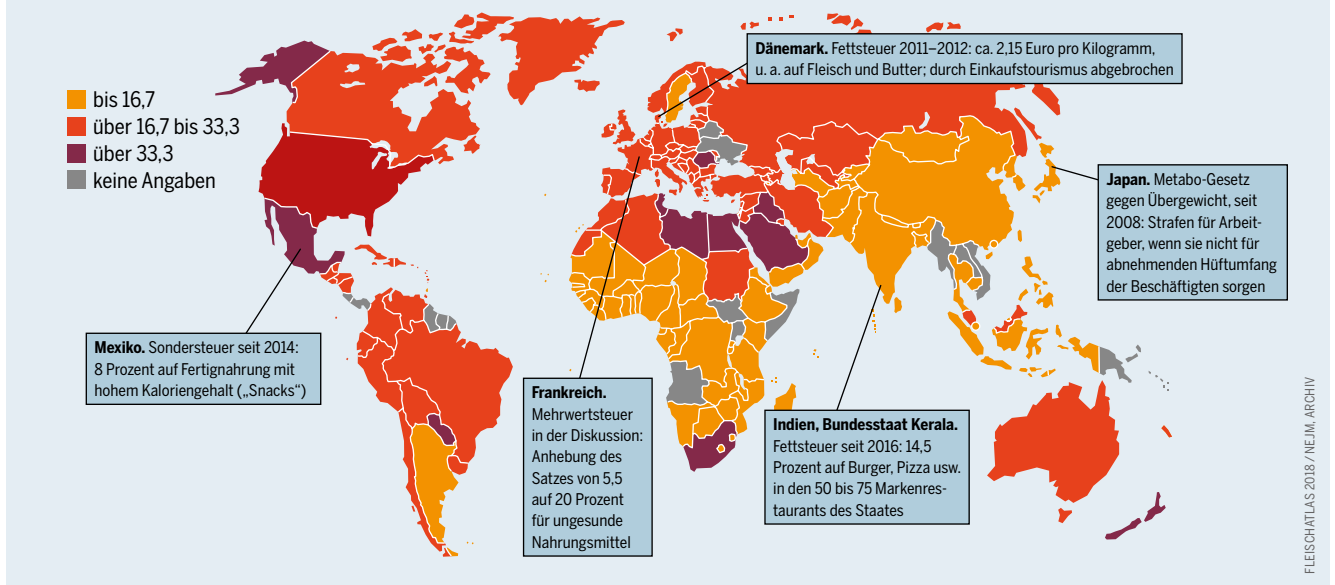 Dänemark. Fettsteuer 2011–2012: ca. 2,15 Euro pro Kilogramm,
u. a. auf Fleisch und Butter; durch Einkaufstourismus abgebrochen
bis 16,7
über 16,7 bis 33,3
über 33,3
keine Angaben
Japan. Metabo-Gesetz
gegen Übergewicht, seit
2008: Strafen für Arbeit-
geber, wenn sie nicht für
abnehmenden Hüftumfang
der Beschäftigten sorgen
Mexiko. Sondersteuer seit 2014:
8 Prozent auf Fertignahrung mit
hohem Kaloriengehalt („Snacks“)
Frankreich.
Mehrwertsteuer
in der Diskussion:
Anhebung des
Satzes von 5,5
auf 20 Prozent
für ungesunde
Nahrungsmittel
Indien, Bundesstaat Kerala.
Fettsteuer seit 2016: 14,5
Prozent auf Burger, Pizza usw.
in den 50 bis 75 Markenres-
taurants des Staates
FLEISCHATLAS 2018 / NEJM, ARCHIV